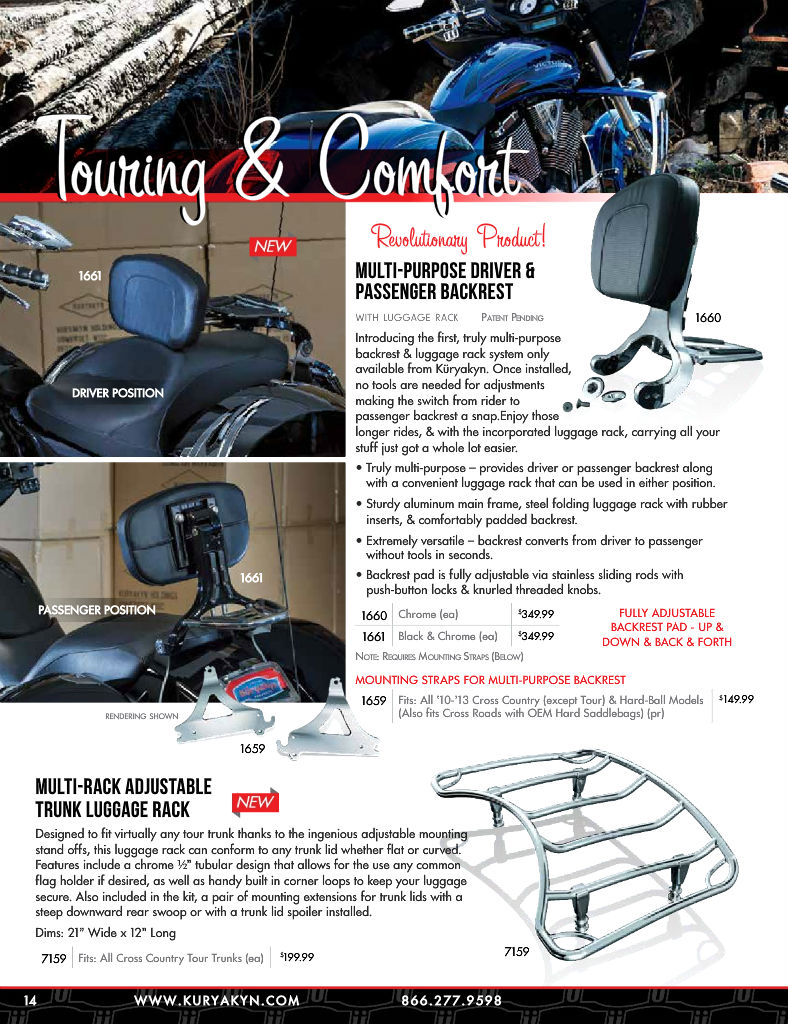 Touring & Comfort
NEW
1661
DRIVER POSITION
1661
PASSENGER POSITION
RENDERING SHOWN
1659
Revolutionary Product!
MULTI-PURPOSE DRIVER &
PASSENGER BACKREST
WITH LUGGAGE RACK PATENT PENDING
1660
Introducing the first, truly multi-purpose
backrest & luggage rack system only
available from Küryakyn. Once installed,
no tools are needed for adjustments
making the switch from rider to
passenger backrest a snap.Enjoy those
longer rides, & with the incorporated luggage rack, carrying all your
stuff just got a whole lot easier.
• Truly multi-purpose – provides driver or passenger backrest along
with a convenient luggage rack that can be used in either position.
• Sturdy aluminum main frame, steel folding luggage rack with rubber
inserts, & comfortably padded backrest.
• Extremely versatile – backrest converts from driver to passenger
without tools in seconds.
• Backrest pad is fully adjustable via stainless sliding rods with
push-button locks & knurled threaded knobs.
1660 Chrome (ea) $349.99
1661 Black & Chrome (ea) $349.99
FULLY ADJUSTABLE
BACKREST PAD - UP &
DOWN & BACK & FORTH
NOTE: REQUIRES MOUNTING STRAPS (BELOW)
MOUNTING STRAPS FOR MULTI-PURPOSE BACKREST
1659 Fits: All '10-'13 Cross Country (except Tour) & Hard-Ball Models $149.99
(Also fits Cross Roads with OEM Hard Saddlebags) (pr)
MULTI-RACK ADJUSTABLE
TRUNK LUGGAGE RACK
NEW
Designed to fit virtually any tour trunk thanks to the ingenious adjustable mounting
stand offs, this luggage rack can conform to any trunk lid whether flat or curved.
Features include a chrome ½" tubular design that allows for the use any common
flag holder if desired, as well as handy built in corner loops to keep your luggage
secure. Also included in the kit, a pair of mounting extensions for trunk lids with a
steep downward rear swoop or with a trunk lid spoiler installed.
Dims: 21” Wide x 12" Long
7159 Fits: All Cross Country Tour Trunks (ea) $199.99
7159
14 WWW.KURYAKYN.COM 866.277.9598